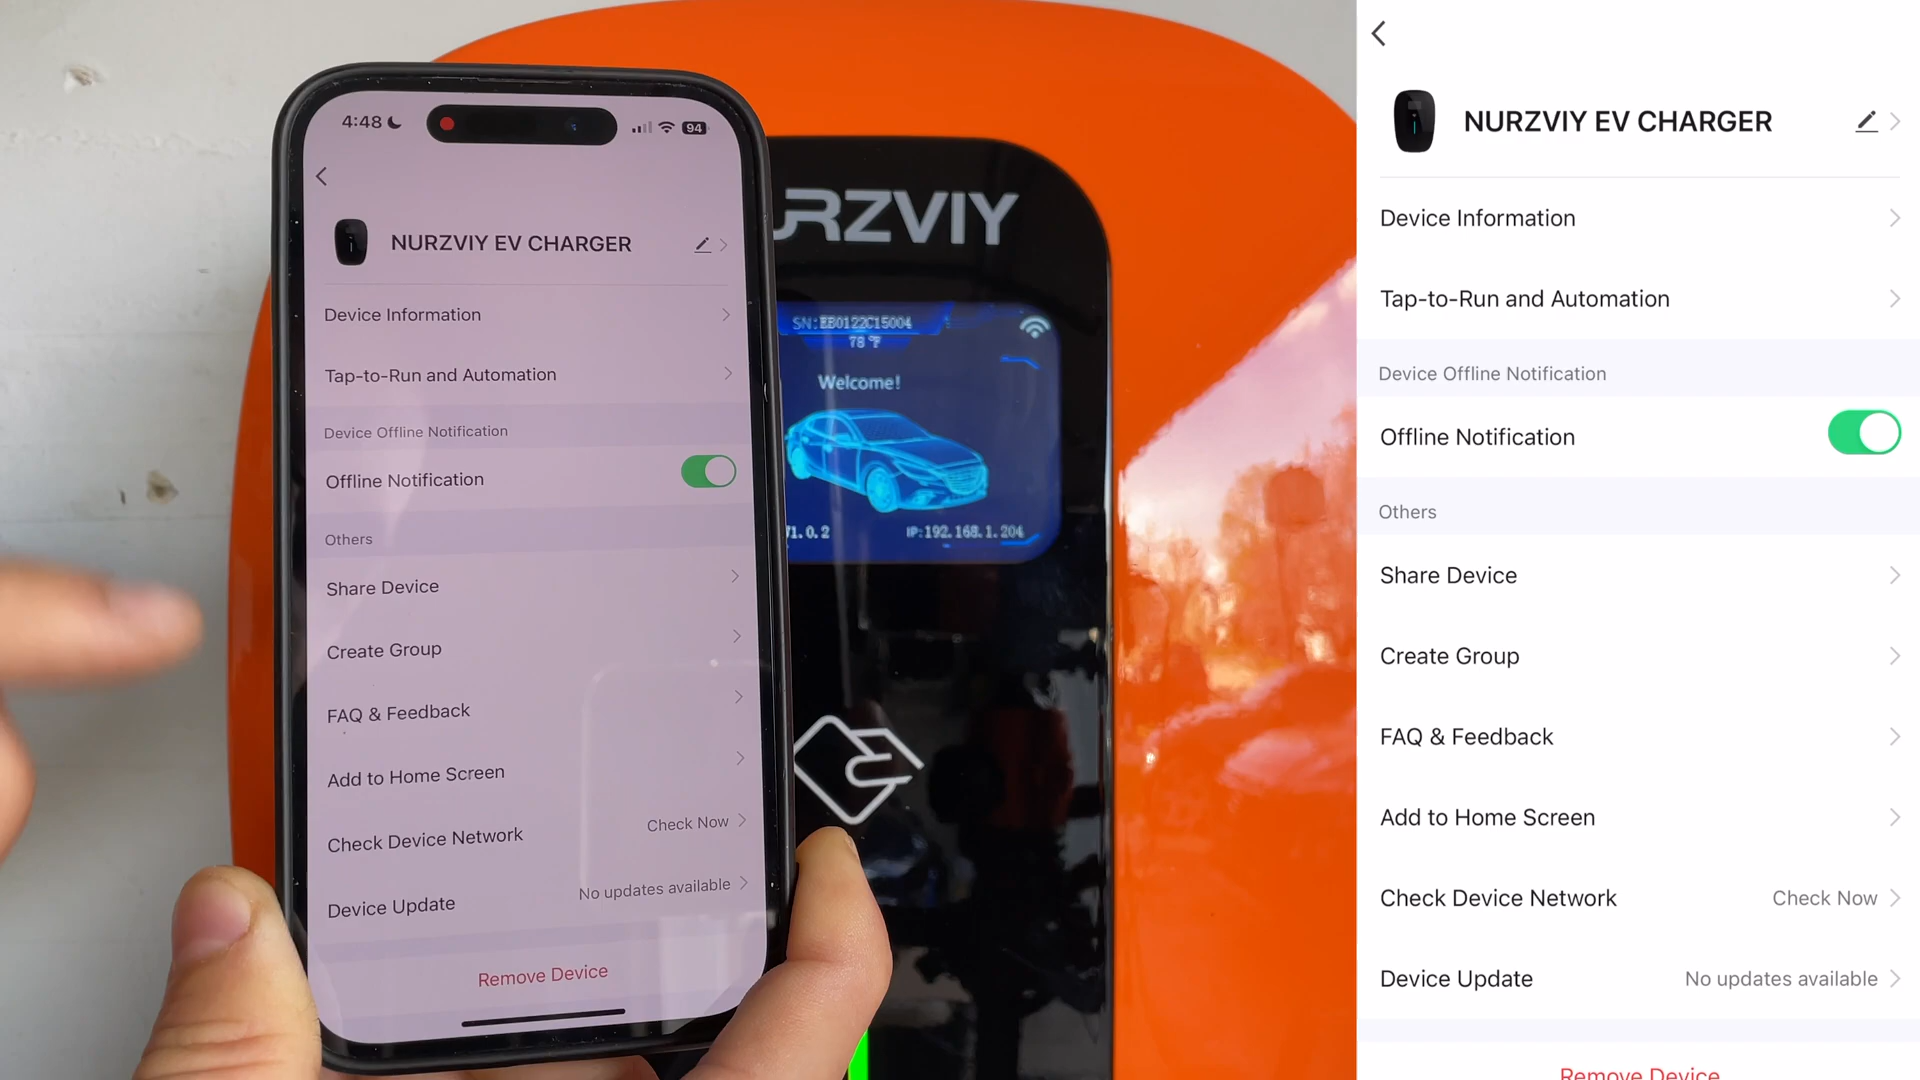 4:48
94
NURZVIY EV CHARGER
Device Information
Tap-to-Run and Automation
Device Offline Notification
Offline Notification
Others
Share Device
Create Group
FAQ & Feedback
Add to Home Screen
Check Device Network Check Now
Device Update No updates available
Remove Device
URZVIY
SN:EB0122C15004
78 °F
Welcome!
V1.0.2 IP:192.168.1.204
NURZVIY EV CHARGER
Device Information
Tap-to-Run and Automation
Device Offline Notification
Offline Notification
Others
Share Device
Create Group
FAQ & Feedback
Add to Home Screen
Check Device Network Check Now
Device Update No updates available
Remove Device